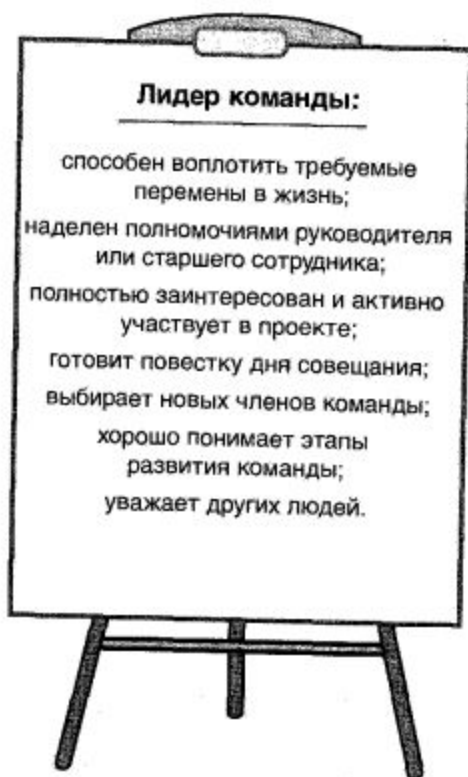 Лидер команды:
способен воплотить требуемые
перемены в жизнь;
наделен полномочиями руководителя
или старшего сотрудника;
полностью заинтересован и активно
участвует в проекте;
готовит повестку дня совещания;
выбирает новых членов команды;
хорошо понимает этапы
развития команды;
уважает других людей.